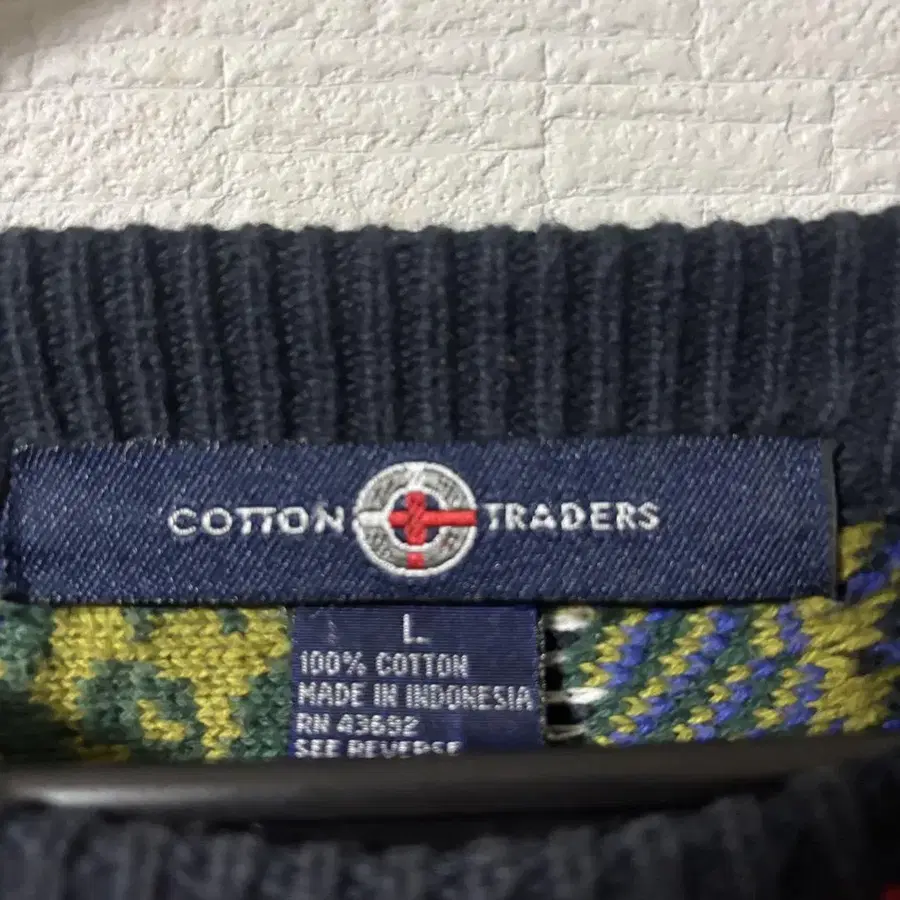 COTTON TRADERS
L
100% COTTON
MADE IN INDONESIA
RN 43692
SEE REVERSE